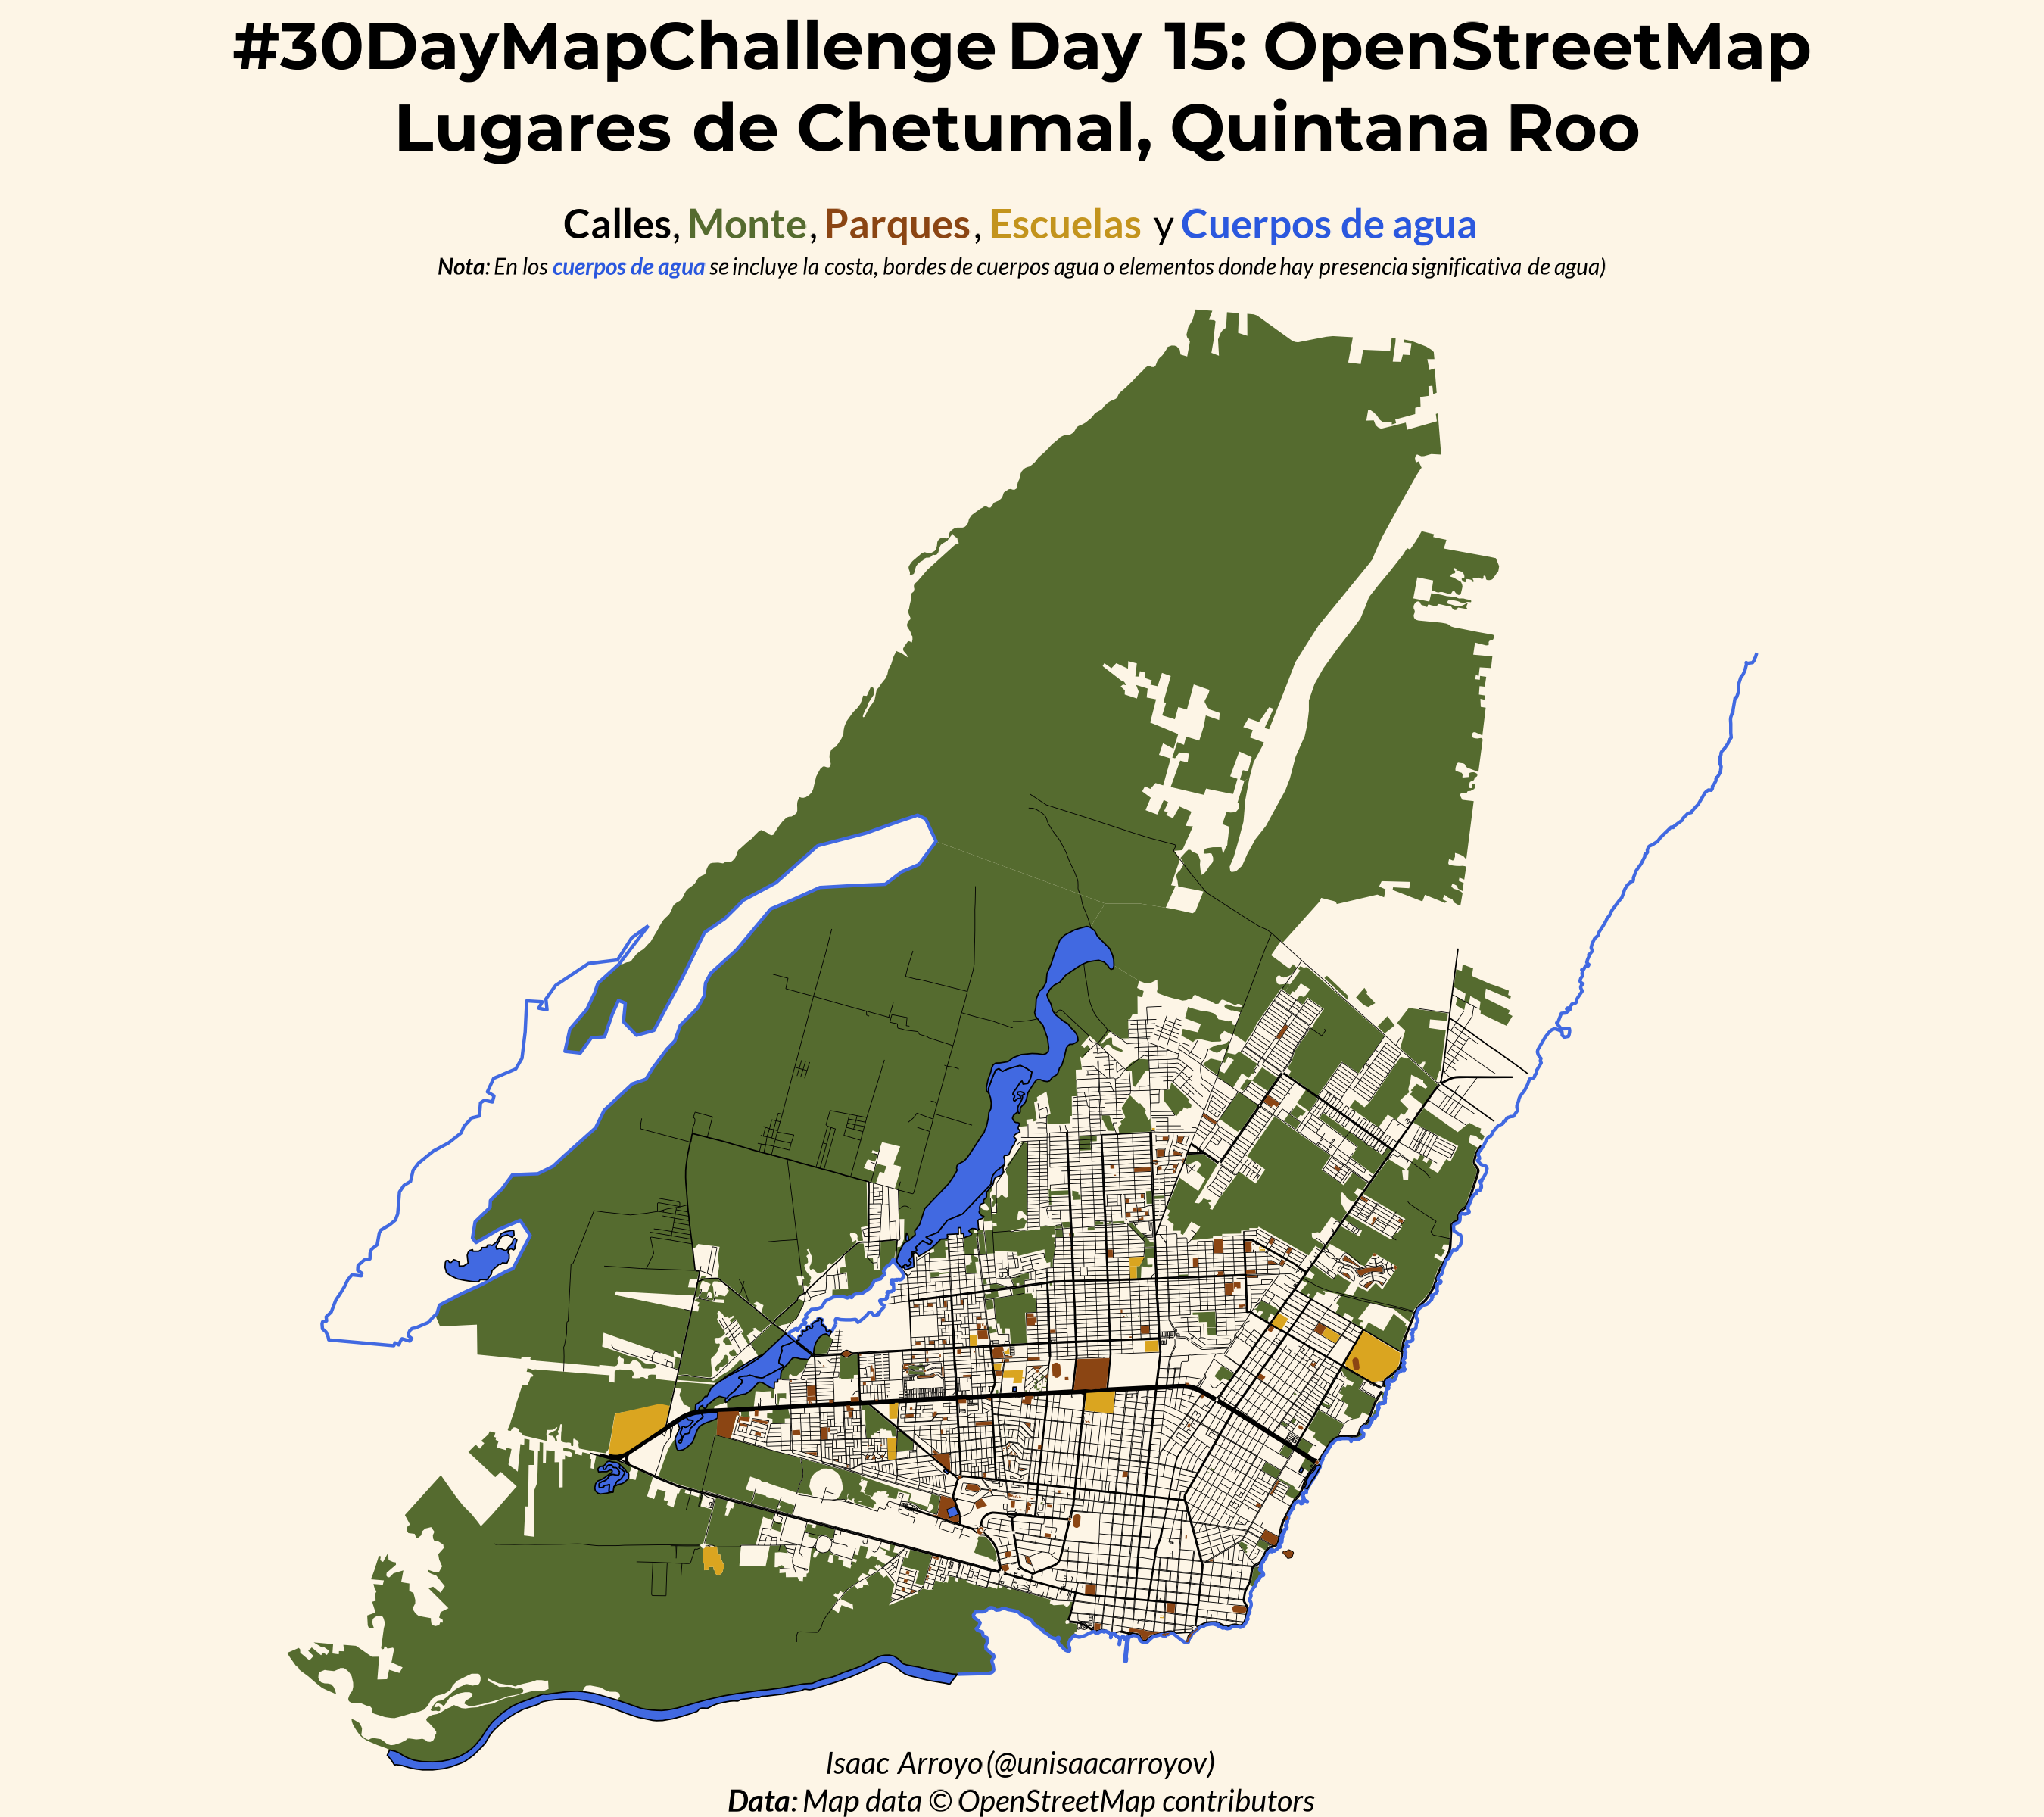 #30DayMapChallenge Day 15: OpenStreetMap
Lugares de Chetumal, Quintana Roo
Calles, Monte, Parques, Escuelas y Cuerpos de agua
Nota: En los cuerpos de agua se incluye la costa, bordes de cuerpos agua o elementos donde hay presencia significativa de agua)
Isaac Arroyo (@unisaacarroyov)
Data: Map data © OpenStreetMap contributors